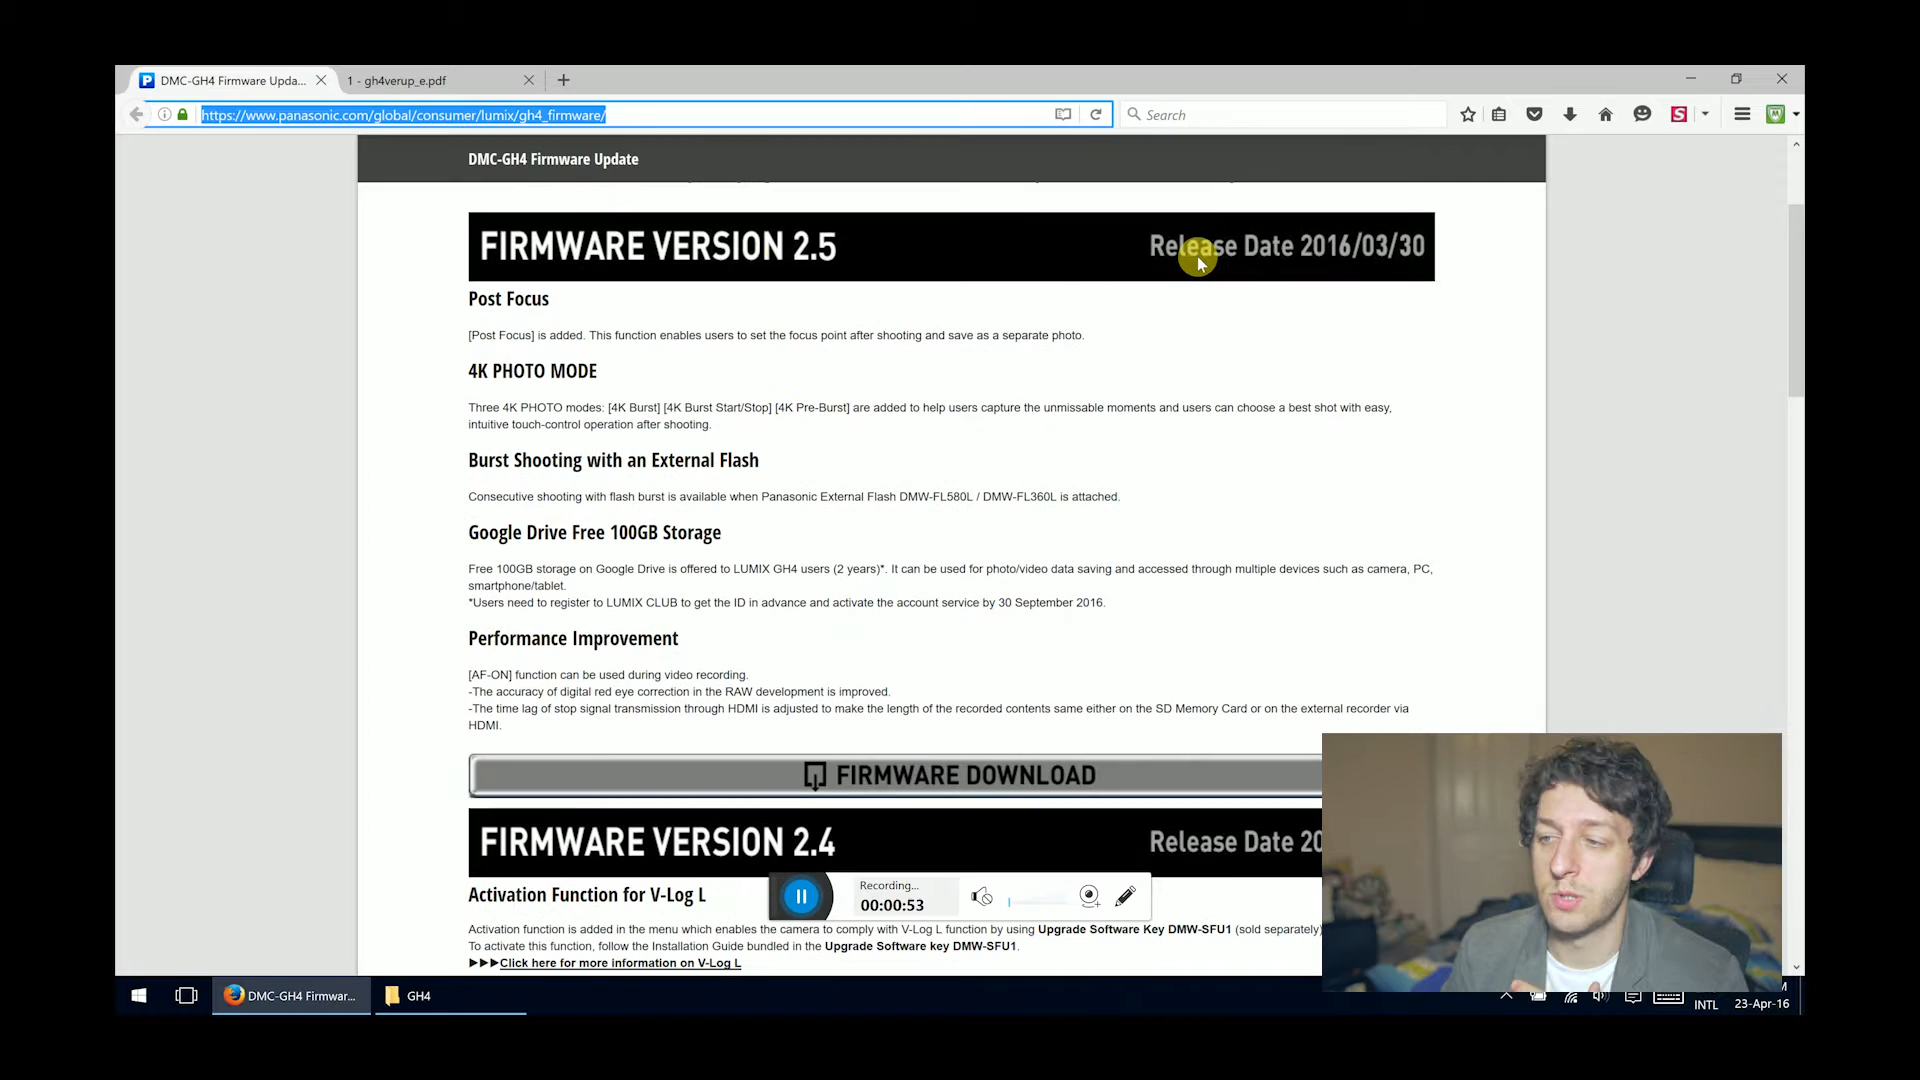 DMC-GH4 Firmware Upda...
1 - gh4verup_e.pdf
https://www.panasonic.com/global/consumer/lumix/gh4_firmware/
Search
DMC-GH4 Firmware Update
FIRMWARE VERSION 2.5
Release Date 2016/03/30
Post Focus
[Post Focus] is added. This function enables users to set the focus point after shooting and save as a separate photo.
4K PHOTO MODE
Three 4K PHOTO modes: [4K Burst] [4K Burst Start/Stop] [4K Pre-Burst] are added to help users capture the unmissable moments and users can choose a best shot with easy,
intuitive touch-control operation after shooting.
Burst Shooting with an External Flash
Consecutive shooting with flash burst is available when Panasonic External Flash DMW-FL580L / DMW-FL360L is attached.
Google Drive Free 100GB Storage
Free 100GB storage on Google Drive is offered to LUMIX GH4 users (2 years)*. It can be used for photo/video data saving and accessed through multiple devices such as camera, PC,
smartphone/tablet.
*Users need to register to LUMIX CLUB to get the ID in advance and activate the account service by 30 September 2016.
Performance Improvement
[AF-ON] function can be used during video recording.
-The accuracy of digital red eye correction in the RAW development is improved.
-The time lag of stop signal transmission through HDMI is adjusted to make the length of the recorded contents same either on the SD Memory Card or on the external recorder via
HDMI.
FIRMWARE DOWNLOAD
FIRMWARE VERSION 2.4
Release Date 20
Recording...
00:00:53
Activation Function for V-Log L
Activation function is added in the menu which enables the camera to comply with V-Log L function by using Upgrade Software Key DMW-SFU1 (sold separately)
To activate this function, follow the Installation Guide bundled in the Upgrade Software key DMW-SFU1.
►►►Click here for more information on V-Log L
DMC-GH4 Firmwar...
GH4
INTL
23-Apr-16